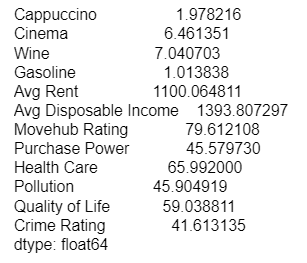 Cappuccino 1.978216
Cinema 6.461351
Wine 7.040703
Gasoline 1.013838
Avg Rent 1100.064811
Avg Disposable Income 1393.807297
Movehub Rating 79.612108
Purchase Power 45.579730
Health Care 65.992000
Pollution 45.904919
Quality of Life 59.038811
Crime Rating 41.613135
dtype: float64